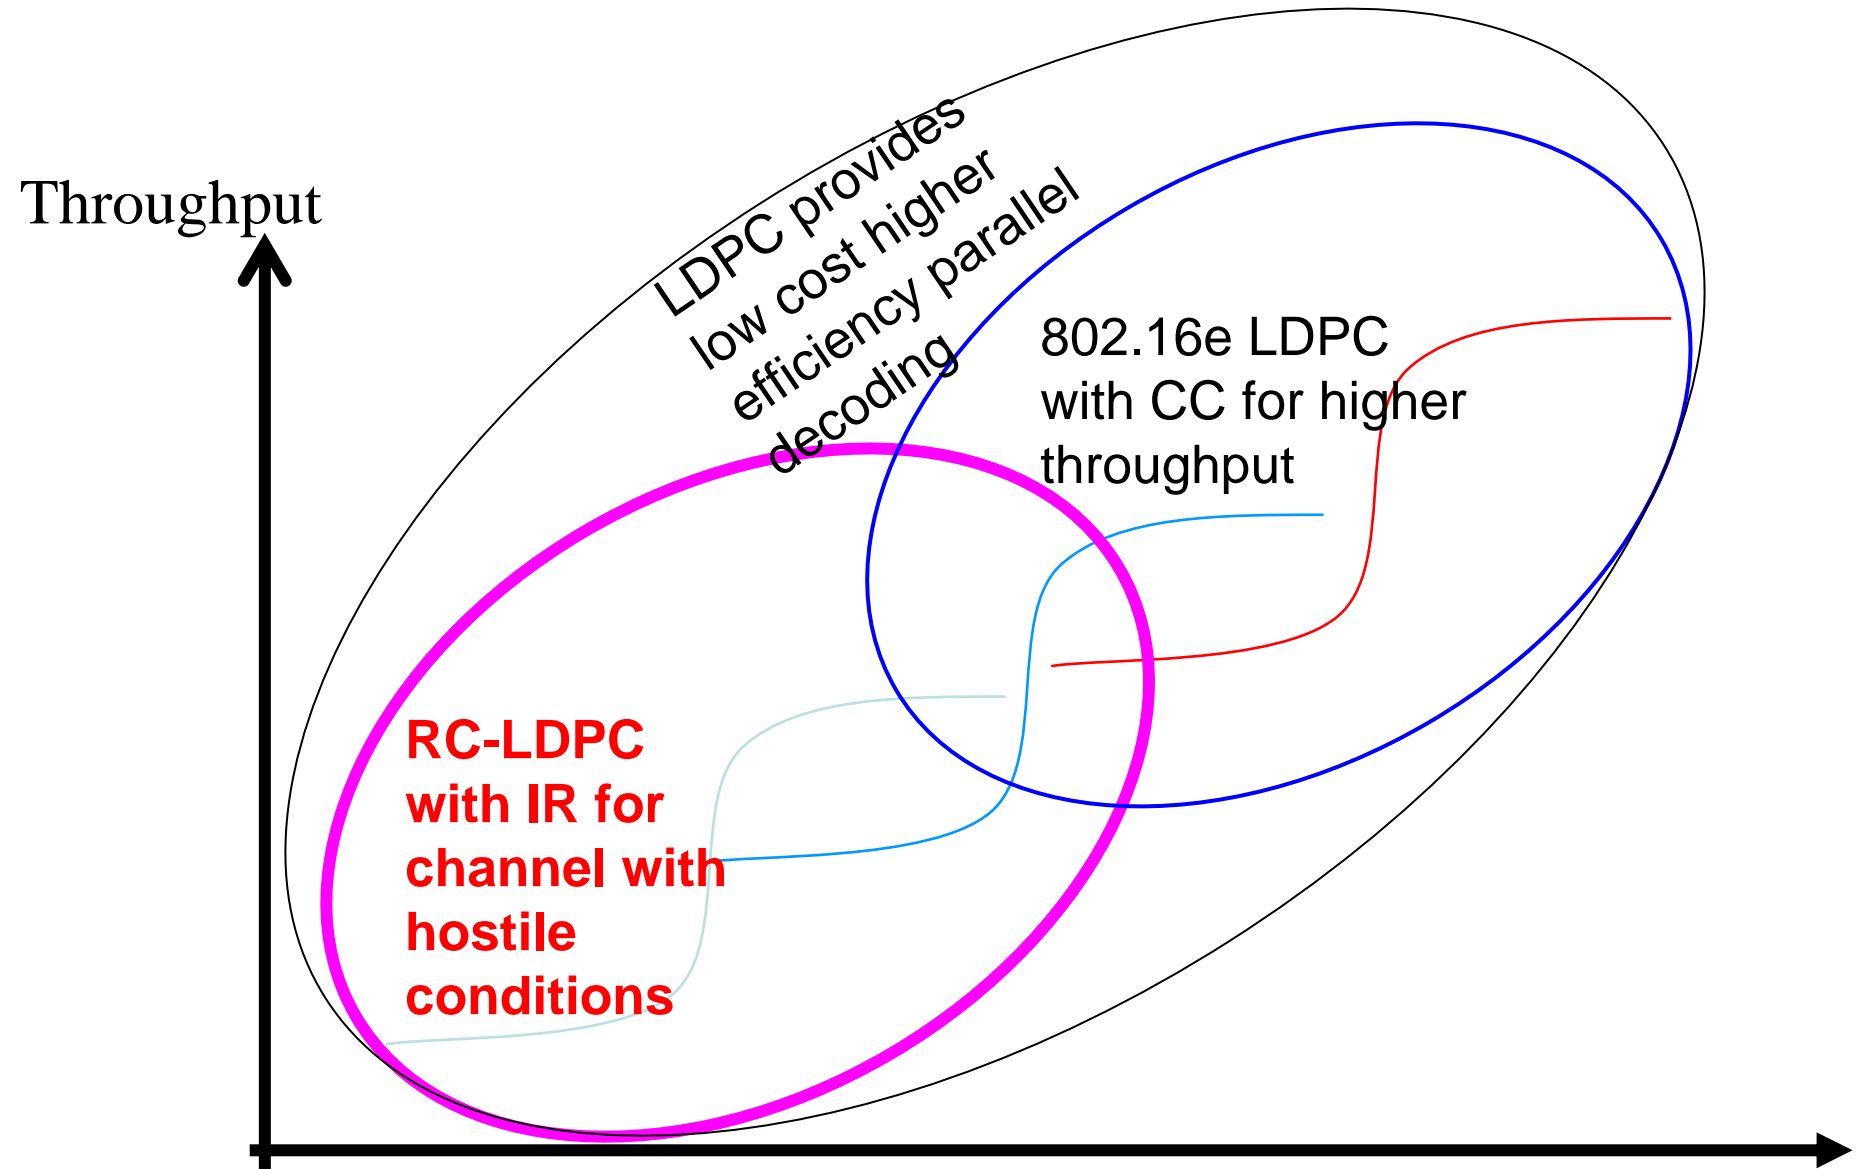 Throughput
LDPC provides
low cost higher
efficiency parallel
decoding
802.16e LDPC
with CC for higher
throughput
RC-LDPC
with IR for
channel with
hostile
conditions